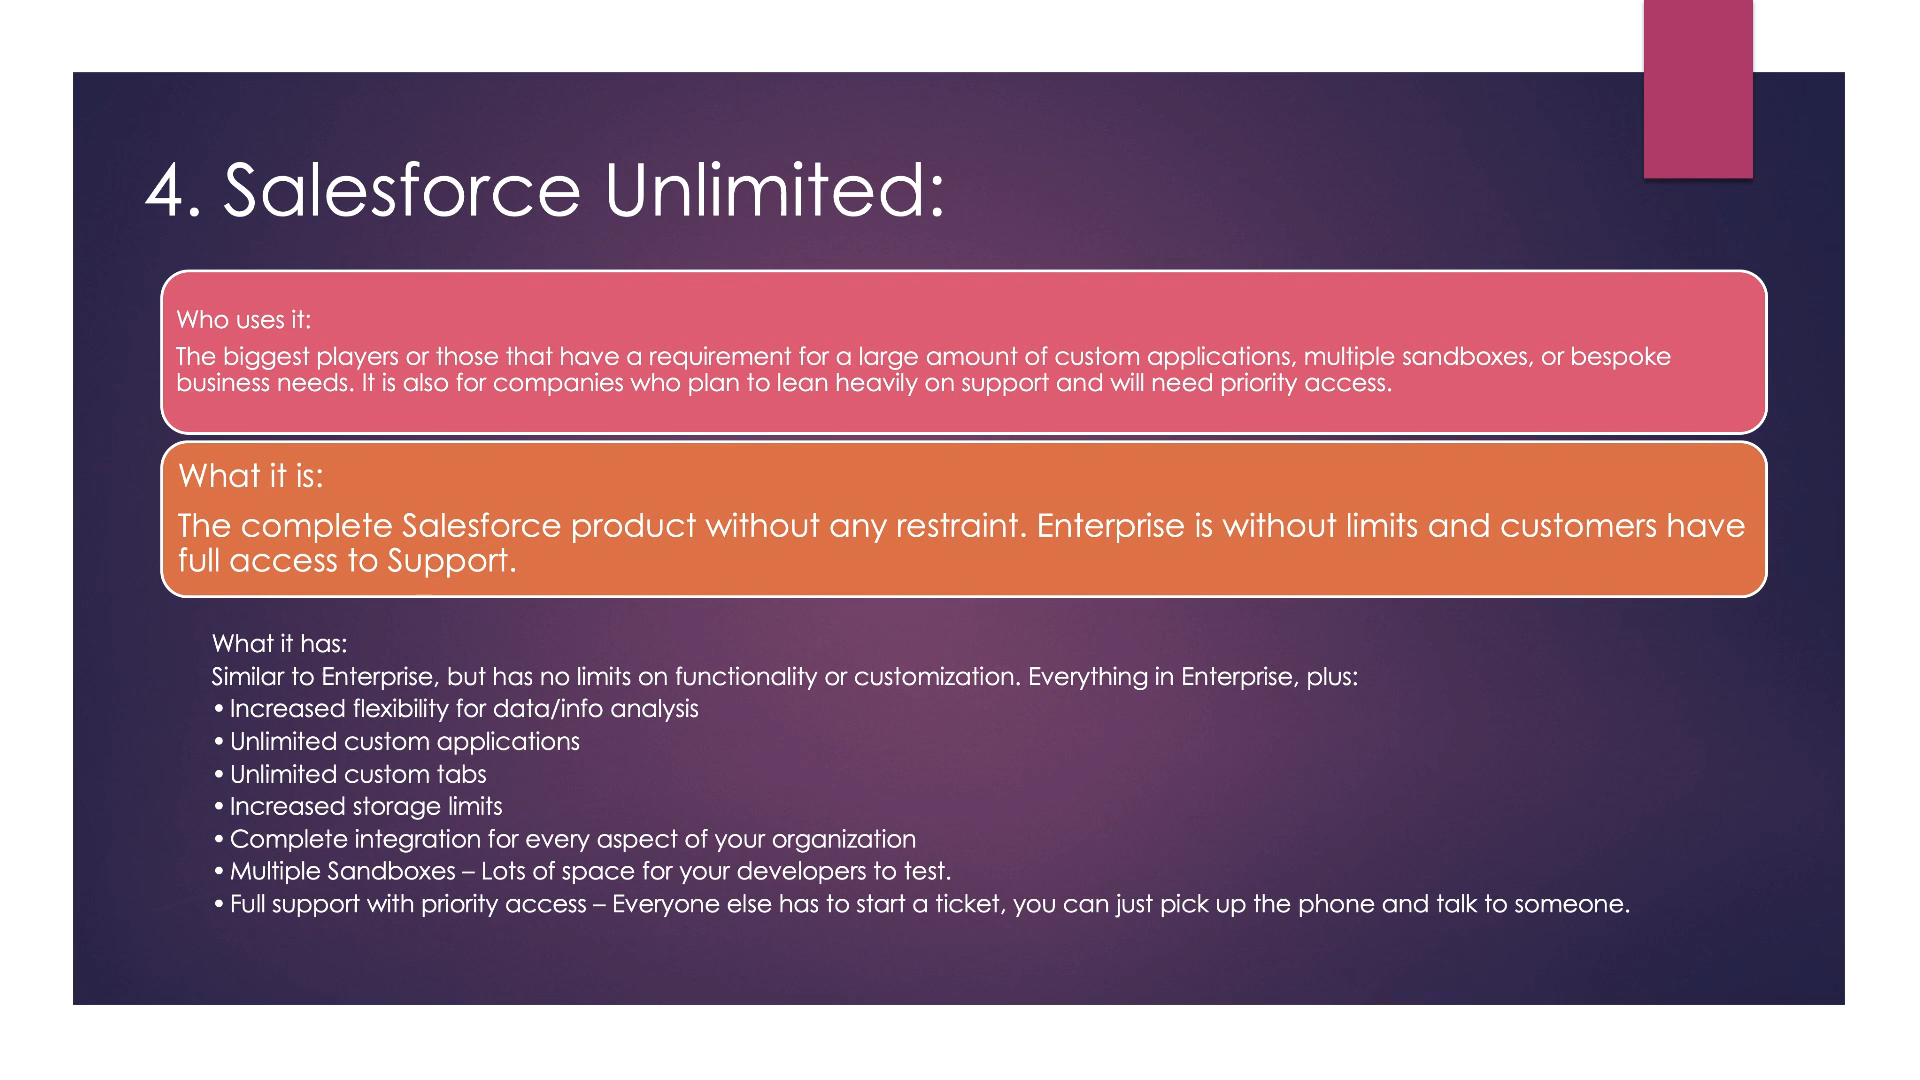 4. Salesforce Unlimited:
Who uses it:
The biggest players or those that have a requirement for a large amount of custom applications, multiple sandboxes, or bespoke
business needs. It is also for companies who plan to lean heavily on support and will need priority access.
What it is:
The complete Salesforce product without any restraint. Enterprise is without limits and customers have
full access to Support.
What it has:
Similar to Enterprise, but has no limits on functionality or customization. Everything in Enterprise, plus:
• Increased flexibility for data/info analysis
• Unlimited custom applications
• Unlimited custom tabs
• Increased storage limits
• Complete integration for every aspect of your organization
• Multiple Sandboxes – Lots of space for your developers to test.
• Full support with priority access – Everyone else has to start a ticket, you can just pick up the phone and talk to someone.